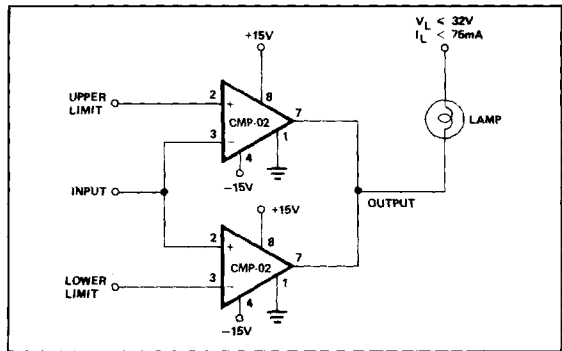 V_L < 32V
I_L < 75mA
+15V
UPPER LIMIT
2
+
8
7
CMP-02
3
−
1
4
−15V
LAMP
INPUT
OUTPUT
+15V
2
+
8
7
CMP-02
LOWER LIMIT
3
−
1
4
−15V